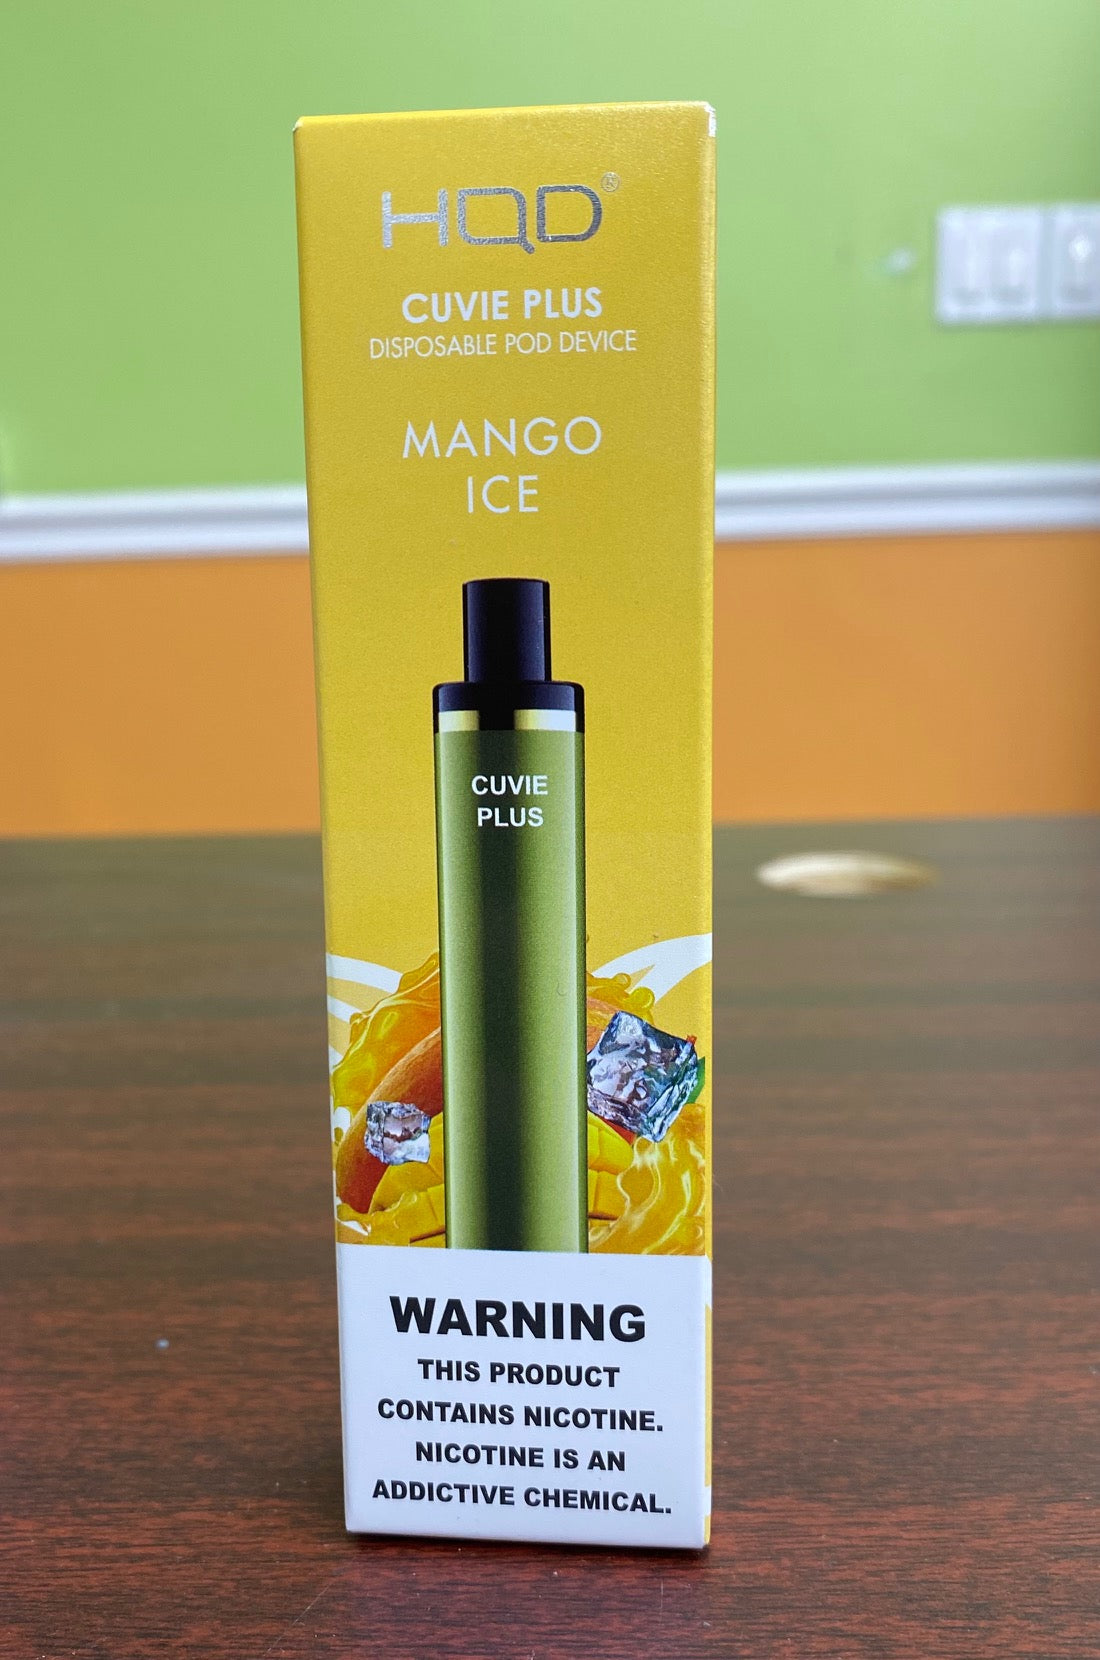 HQD®
CUVIE PLUS
DISPOSABLE POD DEVICE
MANGO
ICE
CUVIE
PLUS
WARNING
THIS PRODUCT
CONTAINS NICOTINE.
NICOTINE IS AN
ADDICTIVE CHEMICAL.